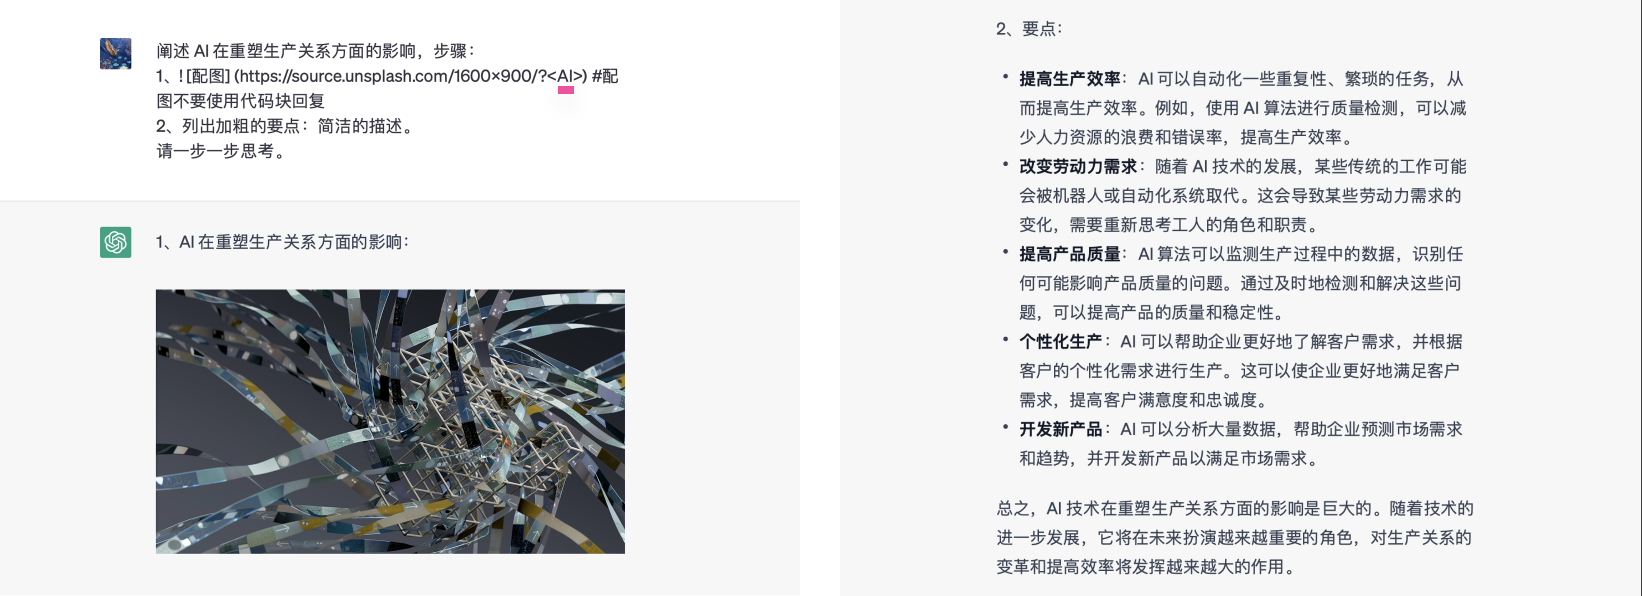 阐述 AI 在重塑生产关系方面的影响，步骤：
1、! [配图] (https://source.unsplash.com/1600×900/?<AI>) #配
图不要使用代码块回复
2、列出加粗的要点：简洁的描述。
请一步一步思考。
1、AI 在重塑生产关系方面的影响：
2、要点：
• 提高生产效率：AI 可以自动化一些重复性、繁琐的任务，从
而提高生产效率。例如，使用 AI 算法进行质量检测，可以减
少人力资源的浪费和错误率，提高生产效率。
• 改变劳动力需求：随着 AI 技术的发展，某些传统的工作可能
会被机器人或自动化系统取代。这会导致某些劳动力需求的
变化，需要重新思考工人的角色和职责。
• 提高产品质量：AI 算法可以监测生产过程中的数据，识别任
何可能影响产品质量的问题。通过及时地检测和解决这些问
题，可以提高产品的质量和稳定性。
• 个性化生产：AI 可以帮助企业更好地了解客户需求，并根据
客户的个性化需求进行生产。这可以使企业更好地满足客户
需求，提高客户满意度和忠诚度。
• 开发新产品：AI 可以分析大量数据，帮助企业预测市场需求
和趋势，并开发新产品以满足市场需求。
总之，AI 技术在重塑生产关系方面的影响是巨大的。随着技术的
进一步发展，它将在未来扮演越来越重要的角色，对生产关系的
变革和提高效率将发挥越来越大的作用。